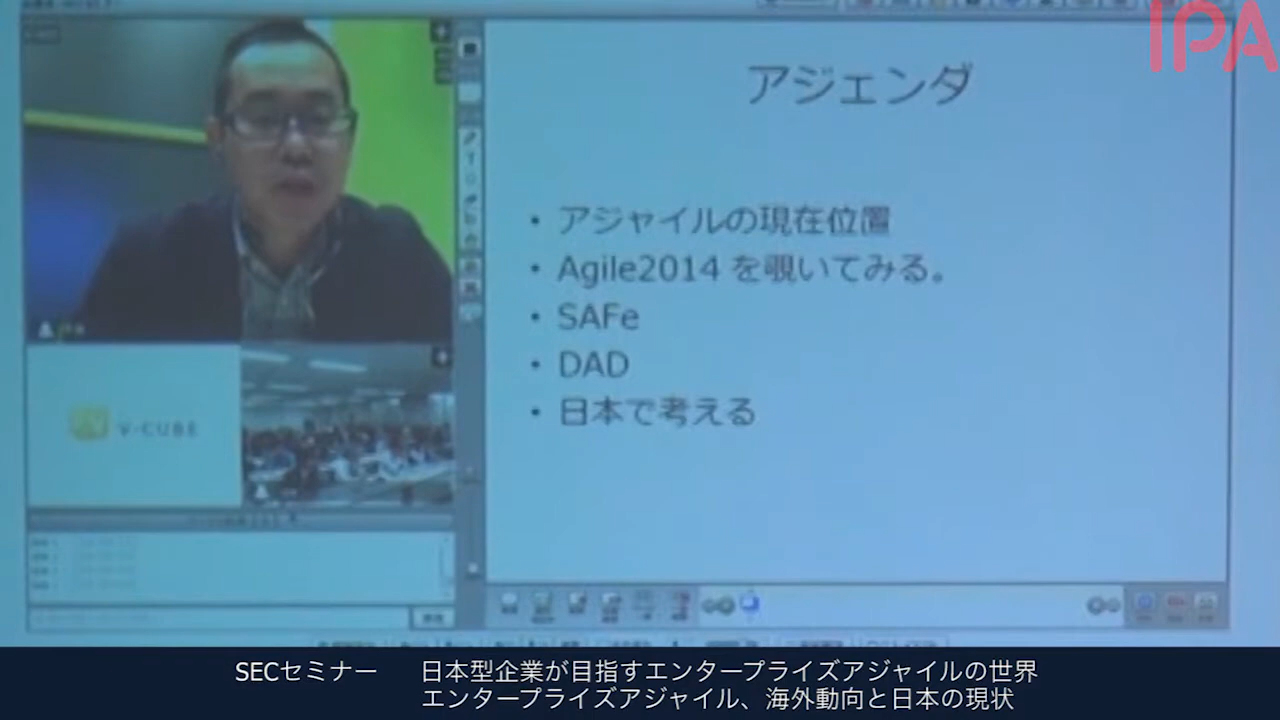 IPA
アジェンダ
・ アジャイルの現在位置
・ Agile2014 を覗いてみる。
・ SAFe
・ DAD
・ 日本で考える
V-CUBE
SECセミナー 日本型企業が目指すエンタープライズアジャイルの世界
エンタープライズアジャイル、海外動向と日本の現状